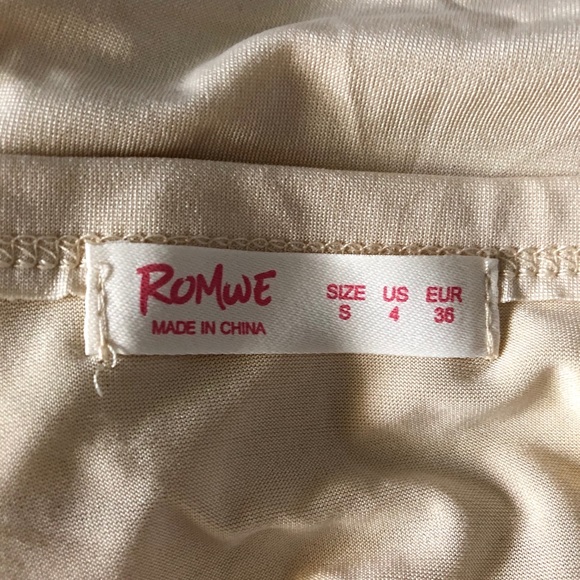 ROMWE
MADE IN CHINA
SIZE US EUR
S 4 36